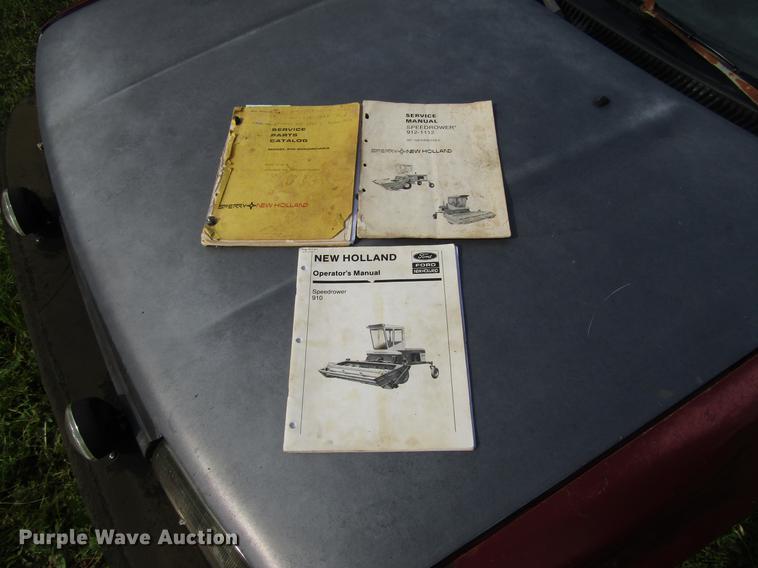 SERVICE
PARTS
CATALOG
SPERRY NEW HOLLAND
SERVICE
MANUAL
SPEEDROWER®
912-1112
SPERRY NEW HOLLAND
NEW HOLLAND
Operator's Manual
Ford
FORD
NEW HOLLAND
Speedrower
910
Purple Wave Auction